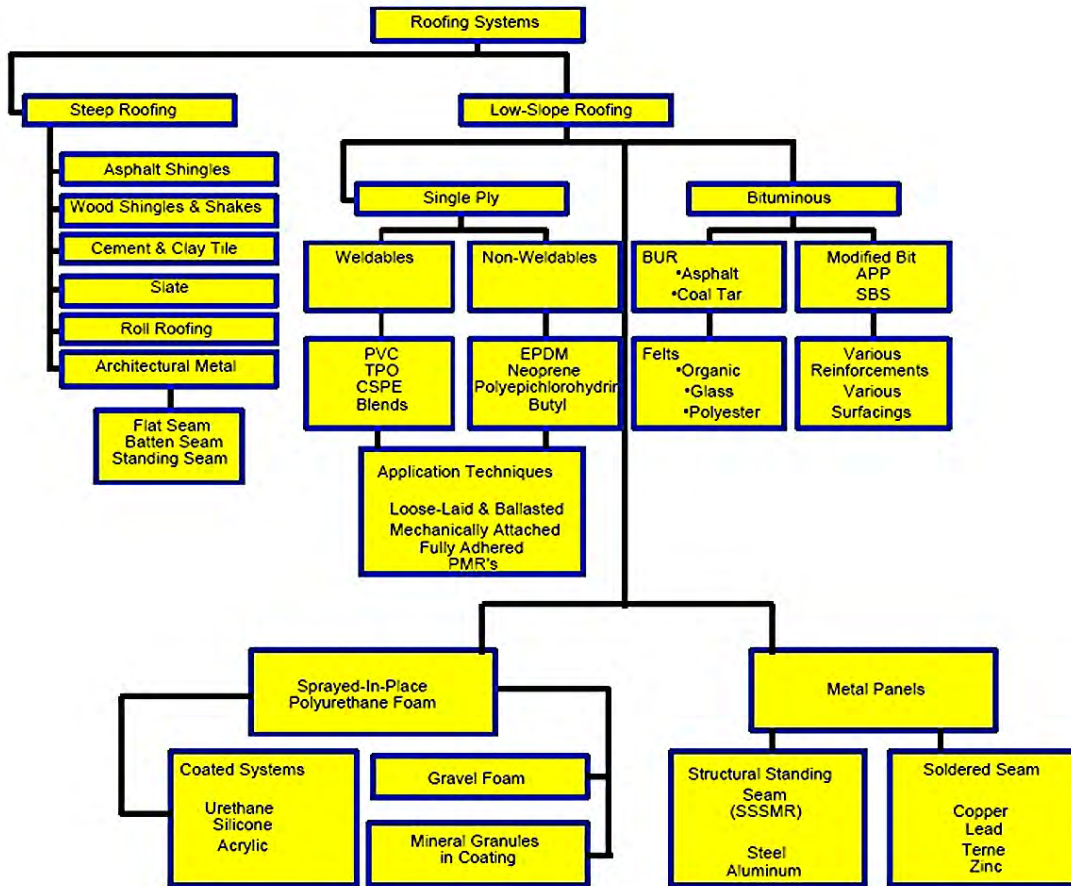 Roofing Systems
Steep Roofing
Low-Slope Roofing
Asphalt Shingles
Wood Shingles & Shakes
Cement & Clay Tile
Slate
Roll Roofing
Architectural Metal
Flat Seam
Batten Seam
Standing Seam
Single Ply
Bituminous
Weldables
Non-Weldables
BUR
•Asphalt
•Coal Tar
Modified Bit
APP
SBS
PVC
TPO
CSPE
Blends
EPDM
Neoprene
Polyepichlorohydrin
Butyl
Felts
•Organic
•Glass
•Polyester
Various
Reinforcements
Various
Surfacings
Application Techniques
Loose-Laid & Ballasted
Mechanically Attached
Fully Adhered
PMR's
Sprayed-In-Place
Polyurethane Foam
Metal Panels
Coated Systems
Urethane
Silicone
Acrylic
Gravel Foam
Mineral Granules
in Coating
Structural Standing
Seam
(SSSMR)
Steel
Aluminum
Soldered Seam
Copper
Lead
Terne
Zinc